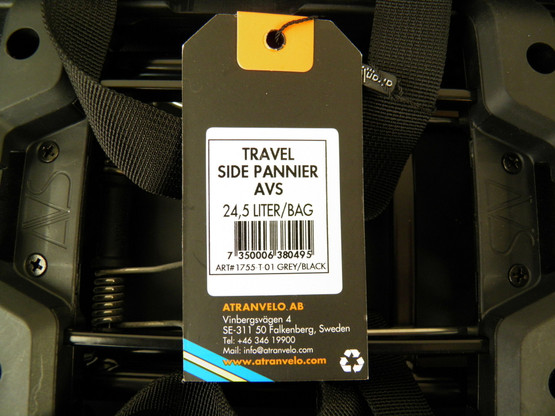 TRAVEL
SIDE PANNIER
AVS
24,5 LITER/BAG
7 350006 380495
ART#1755 T-01 GREY/BLACK
ATRANVELO AB
Vinbergsvägen 4
SE-311 50 Falkenberg, Sweden
Tel: +46 346 19900
Mail: info@atranvelo.com
www.atranvelo.com
AVS
AVS